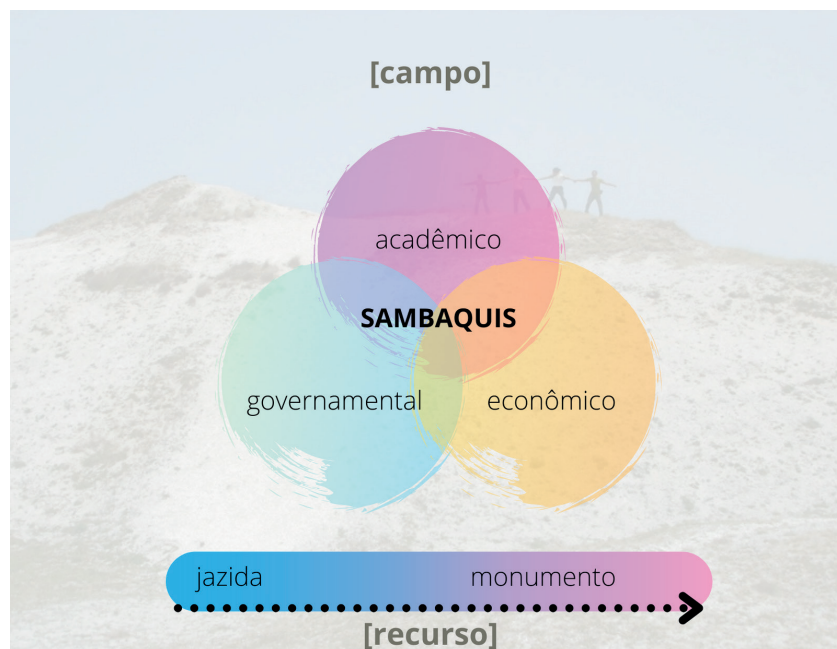 [campo]
acadêmico
SAMBAQUIS
governamental econômico
jazida monumento
[recurso]